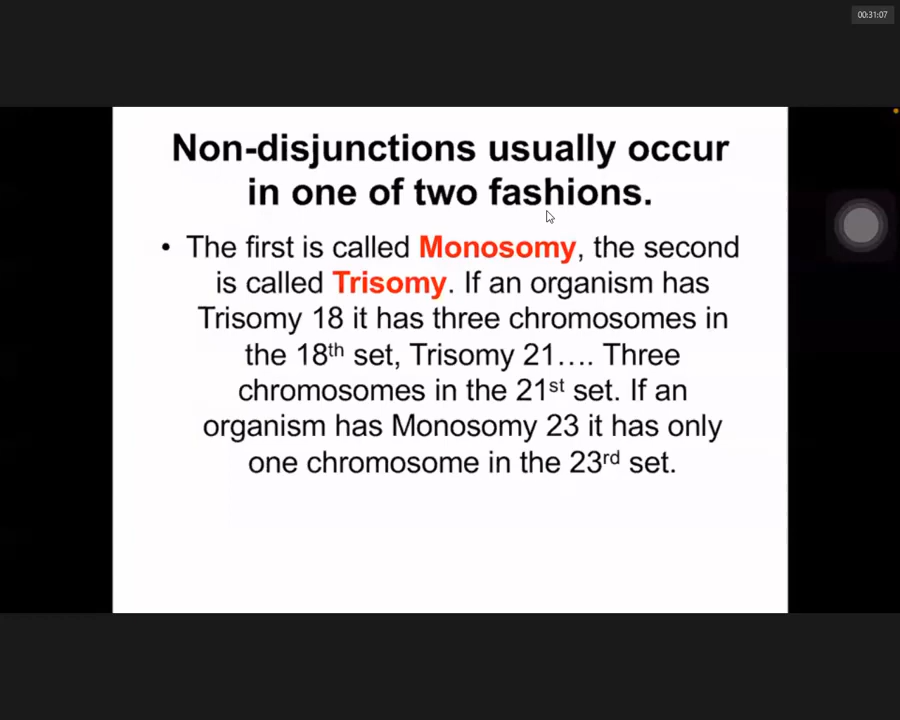 00:31:07
Non-disjunctions usually occur
in one of two fashions.
• The first is called Monosomy, the second
is called Trisomy. If an organism has
Trisomy 18 it has three chromosomes in
the 18th set, Trisomy 21…. Three
chromosomes in the 21st set. If an
organism has Monosomy 23 it has only
one chromosome in the 23rd set.